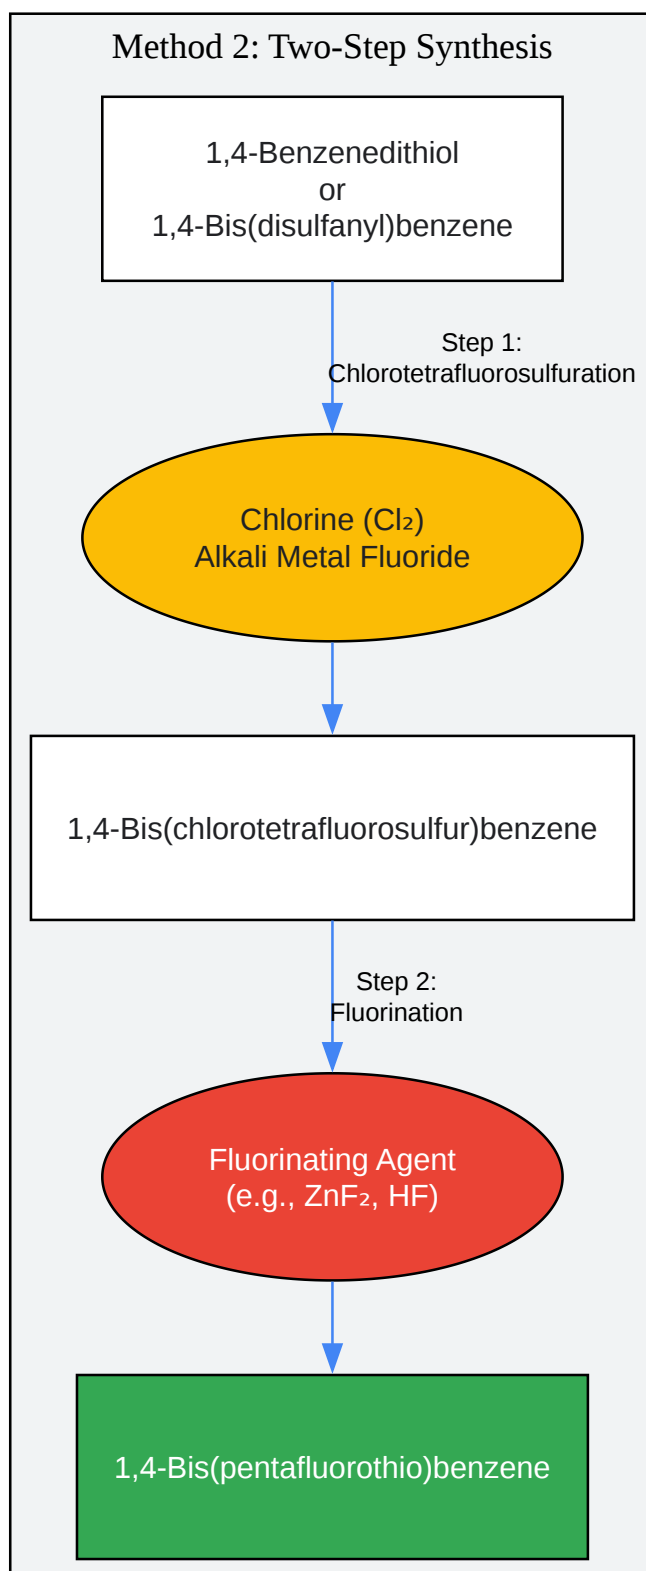 Method 2: Two-Step Synthesis
1,4-Benzenedithiol
or
1,4-Bis(disulfanyl)benzene
Step 1:
Chlorotetrafluorosulfuration
Chlorine (Cl₂)
Alkali Metal Fluoride
1,4-Bis(chlorotetrafluorosulfur)benzene
Step 2:
Fluorination
Fluorinating Agent
(e.g., ZnF₂, HF)
1,4-Bis(pentafluorothio)benzene